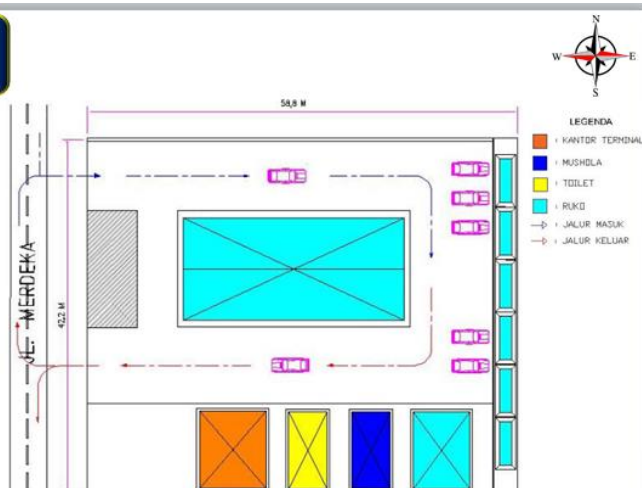 N
W E
S
58,8 M
LEGENDA
: KANTOR TERMINAL
: MUSHOLA
: TOILET
: RUKO
: JALUR MASUK
: JALUR KELUAR
JL. MERDEKA
42,2 M